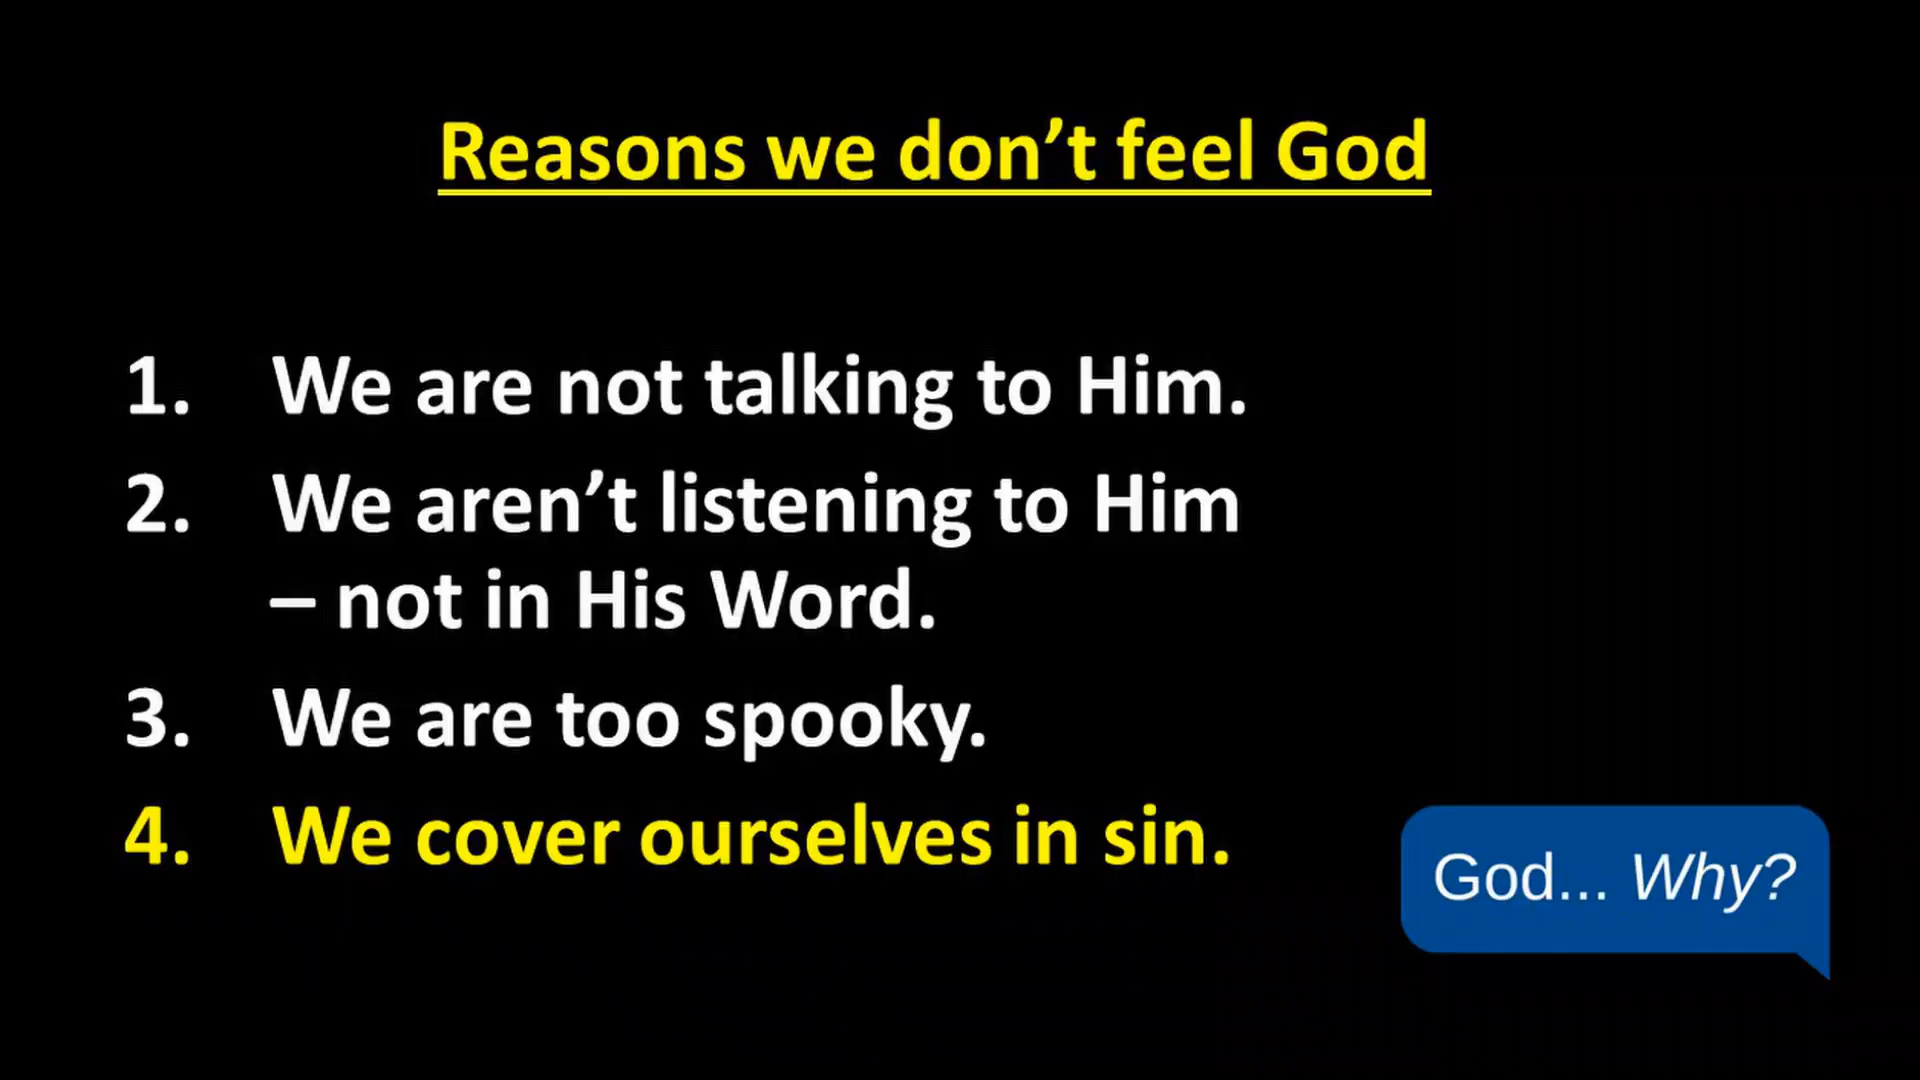 Reasons we don’t feel God
1. We are not talking to Him.
2. We aren’t listening to Him
– not in His Word.
3. We are too spooky.
4. We cover ourselves in sin.
God... Why?